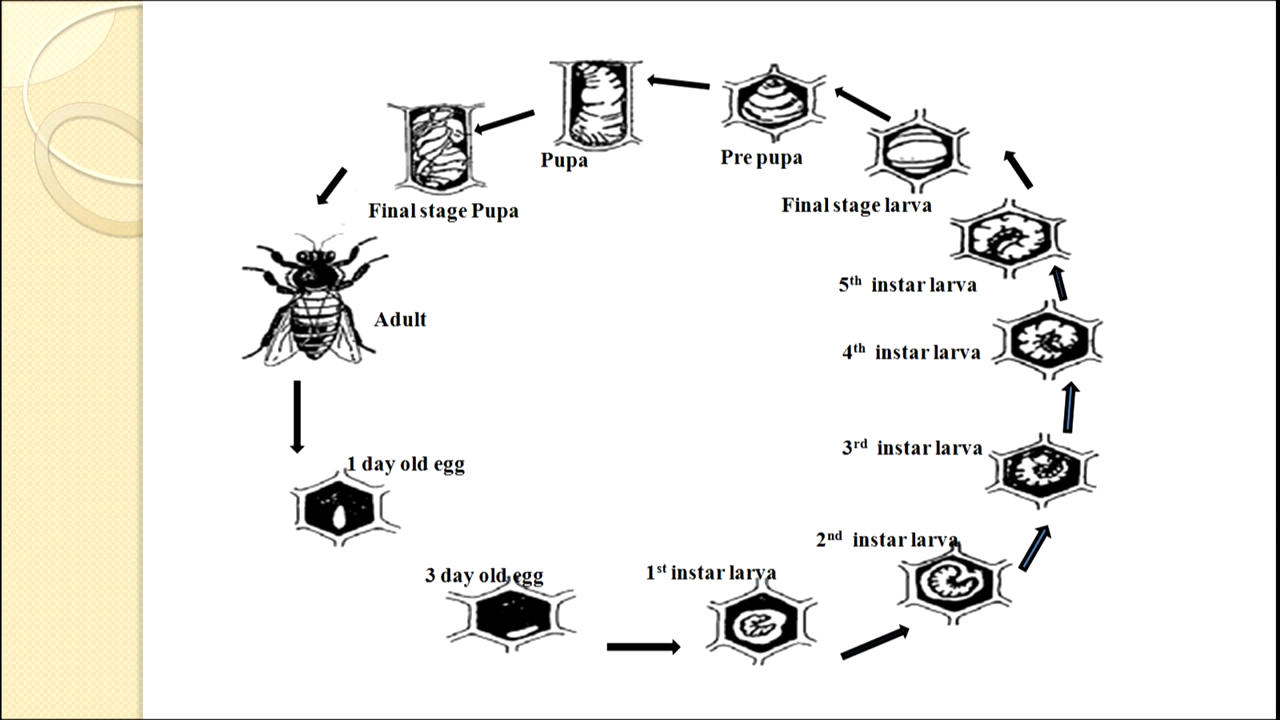 Pupa
Pre pupa
Final stage Pupa
Final stage larva
5th instar larva
Adult
4th instar larva
3rd instar larva
1 day old egg
2nd instar larva
3 day old egg
1st instar larva